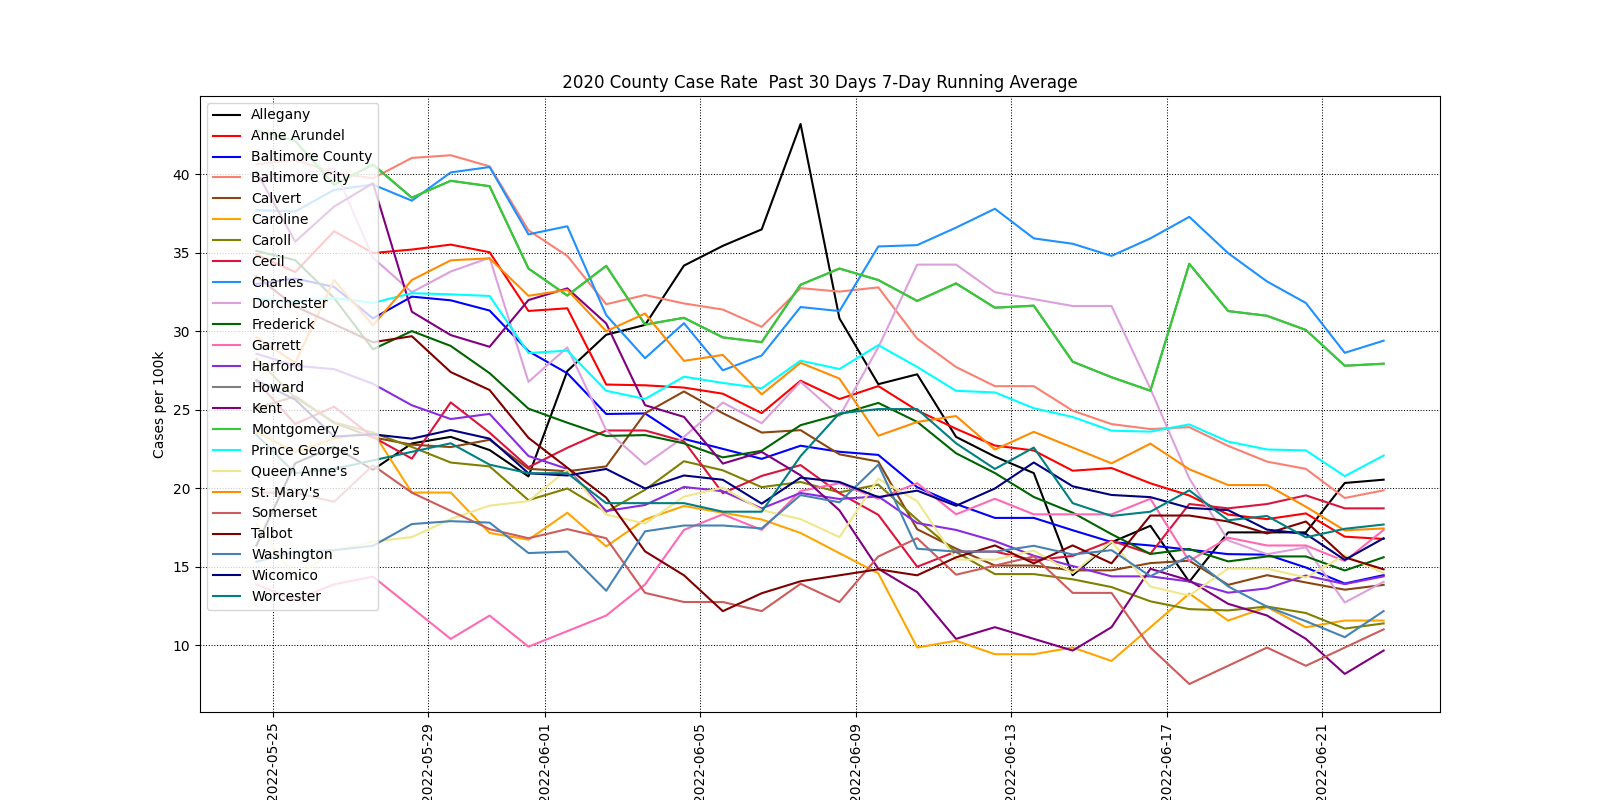 2020 County Case Rate  Past 30 Days 7-Day Running Average
Cases per 100k
40
35
30
25
20
15
10
Allegany
Anne Arundel
Baltimore County
Baltimore City
Calvert
Caroline
Caroll
Cecil
Charles
Dorchester
Frederick
Garrett
Harford
Howard
Kent
Montgomery
Prince George's
Queen Anne's
St. Mary's
Somerset
Talbot
Washington
Wicomico
Worcester
2022-05-25
2022-05-29
2022-06-01
2022-06-05
2022-06-09
2022-06-13
2022-06-17
2022-06-21